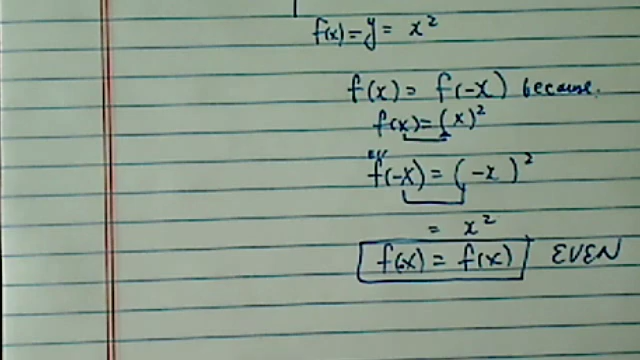 f(x) = y = x²
f(x) = f(-x) because.
f(x) = (x)²
f(-x) = (-x)²
= x²
f(-x) = f(x) EVEN